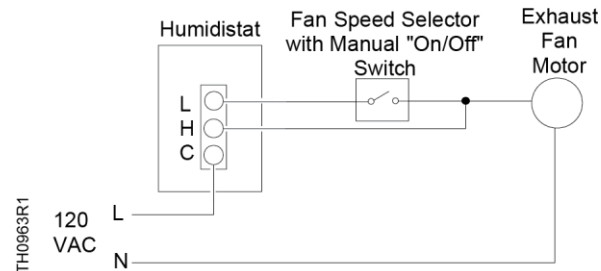 Humidistat
Fan Speed Selector
with Manual "On/Off"
Switch
Exhaust
Fan
Motor
L
H
C
120
VAC
L
N
TH0963R1